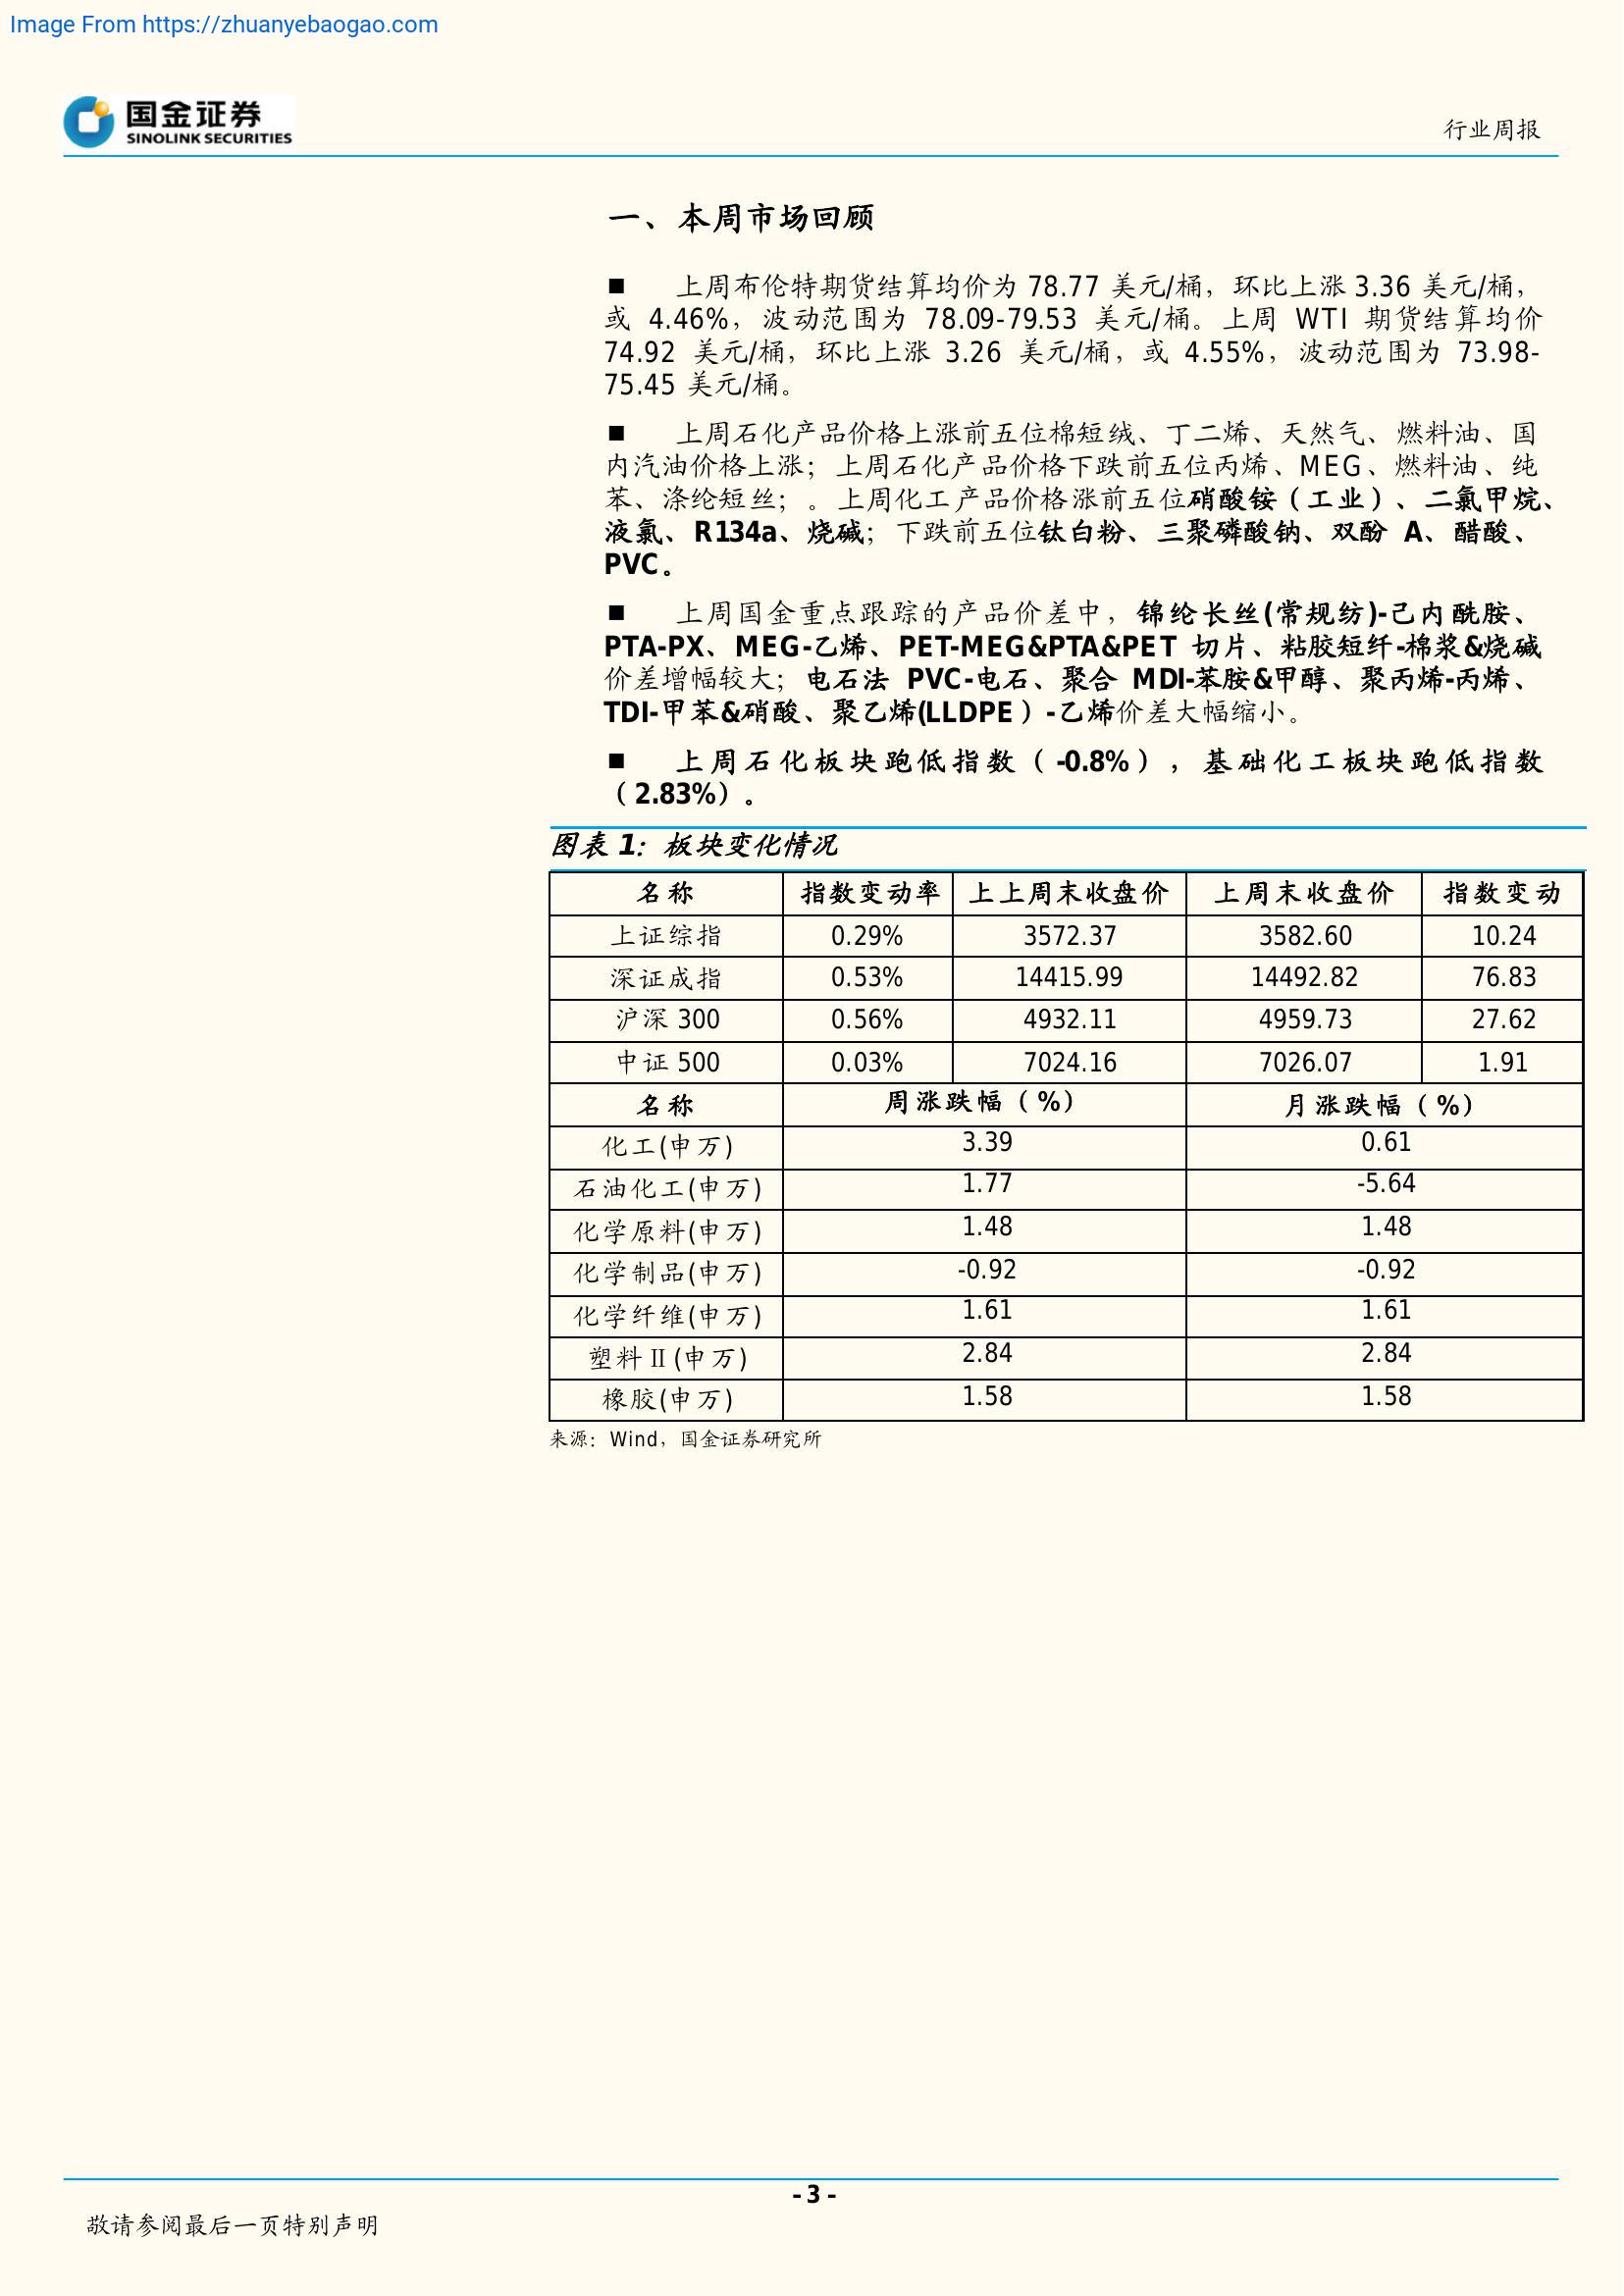 Image From https://zhuanyebaogao.com
国金证券
SINOLINK SECURITIES
行业周报
一、本周市场回顾
■ 上周布伦特期货结算均价为 78.77 美元/桶，环比上涨 3.36 美元/桶，
或 4.46%，波动范围为 78.09-79.53 美元/桶。上周 WTI 期货结算均价
74.92 美元/桶，环比上涨 3.26 美元/桶，或 4.55%，波动范围为 73.98-
75.45 美元/桶。
■ 上周石化产品价格上涨前五位棉短绒、丁二烯、天然气、燃料油、国
内汽油价格上涨；上周石化产品价格下跌前五位丙烯、MEG、燃料油、纯
苯、涤纶短丝；。上周化工产品价格涨前五位硝酸铵（工业）、二氯甲烷、
液氯、R134a、烧碱；下跌前五位钛白粉、三聚磷酸钠、双酚 A、醋酸、
PVC。
■ 上周国金重点跟踪的产品价差中，锦纶长丝(常规纺)-己内酰胺、
PTA-PX、MEG-乙烯、PET-MEG&PTA&PET 切片、粘胶短纤-棉浆&烧碱
价差增幅较大；电石法 PVC-电石、聚合 MDI-苯胺&甲醇、聚丙烯-丙烯、
TDI-甲苯&硝酸、聚乙烯(LLDPE）-乙烯价差大幅缩小。
■ 上周石化板块跑低指数（-0.8%），基础化工板块跑低指数
（2.83%）。
图表 1：板块变化情况
名称 指数变动率 上上周末收盘价 上周末收盘价 指数变动
上证综指 0.29% 3572.37 3582.60 10.24
深证成指 0.53% 14415.99 14492.82 76.83
沪深 300 0.56% 4932.11 4959.73 27.62
中证 500 0.03% 7024.16 7026.07 1.91
名称 周涨跌幅（%） 月涨跌幅（%）
化工(申万) 3.39 0.61
石油化工(申万) 1.77 -5.64
化学原料(申万) 1.48 1.48
化学制品(申万) -0.92 -0.92
化学纤维(申万) 1.61 1.61
塑料Ⅱ(申万) 2.84 2.84
橡胶(申万) 1.58 1.58
来源：Wind，国金证券研究所
- 3 -
敬请参阅最后一页特别声明